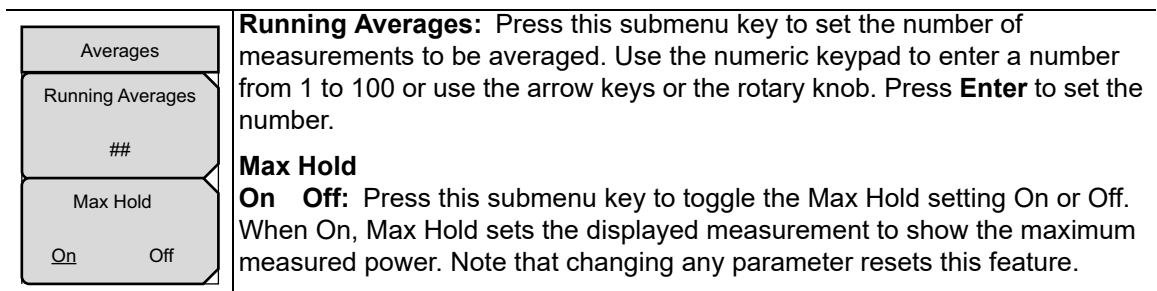 Averages
Running Averages
##
Max Hold
On Off
Running Averages: Press this submenu key to set the number of
measurements to be averaged. Use the numeric keypad to enter a number
from 1 to 100 or use the arrow keys or the rotary knob. Press Enter to set the
number.
Max Hold
On Off: Press this submenu key to toggle the Max Hold setting On or Off.
When On, Max Hold sets the displayed measurement to show the maximum
measured power. Note that changing any parameter resets this feature.